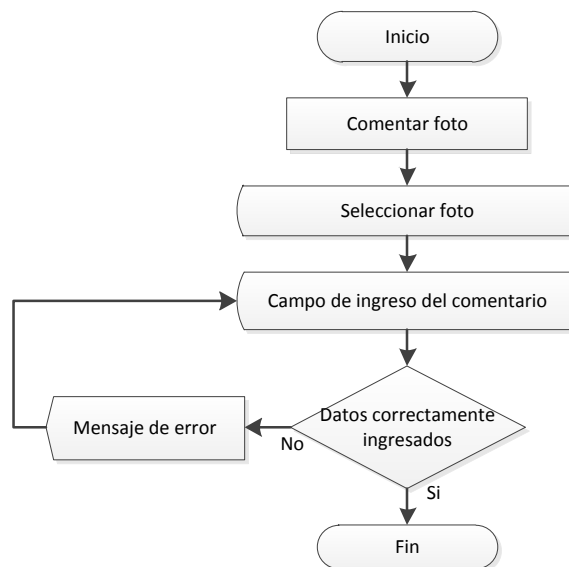 Inicio
Comentar foto
Seleccionar foto
Campo de ingreso del comentario
Datos correctamente
ingresados
Mensaje de error
No
Si
Fin